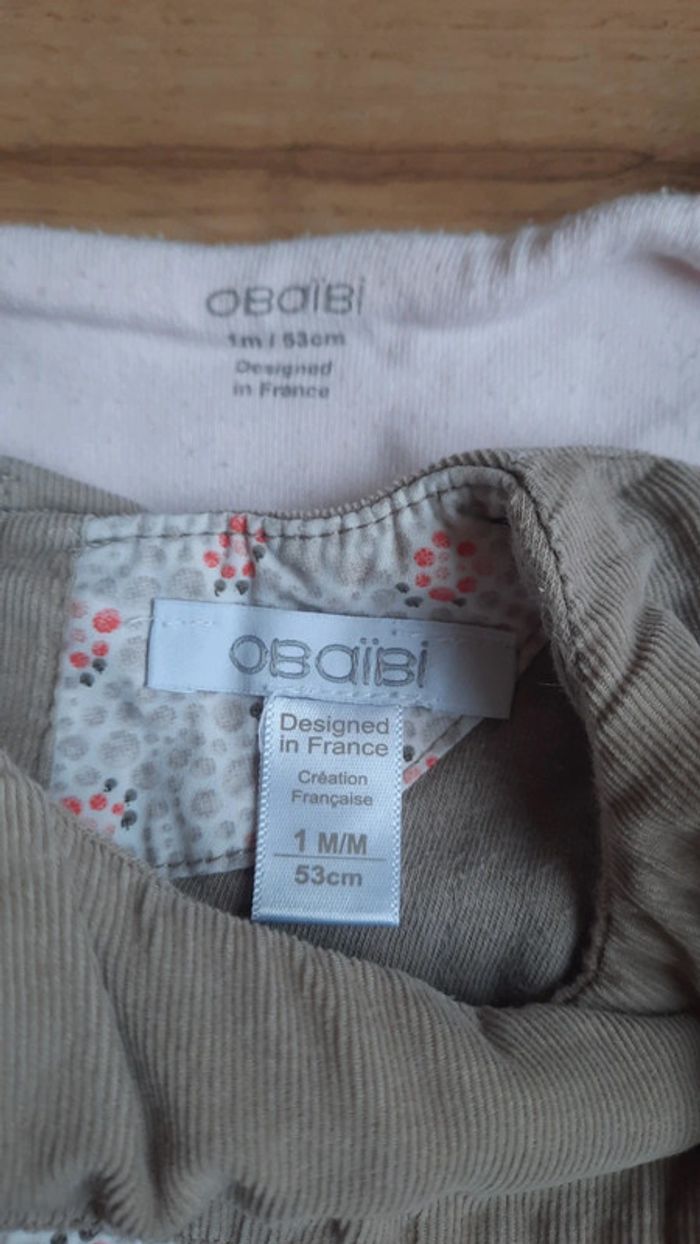 OBaïBi
1m / 53cm
Designed
in France
OBaïBi
Designed
in France
Création
Française
1 M/M
53cm